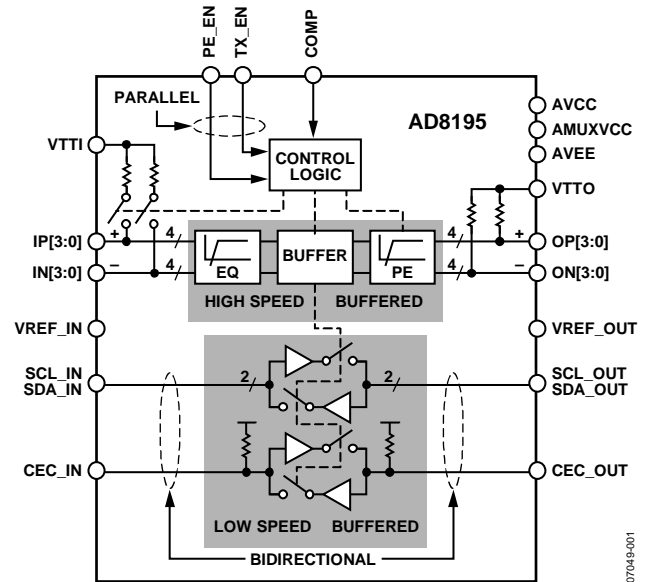 PE_EN
TX_EN
COMP
PARALLEL
AD8195
AVCC
AMUXVCC
AVEE
VTTI
CONTROL
LOGIC
VTTO
IP[3:0]
+
4
4
+
OP[3:0]
IN[3:0]
–
4
EQ
BUFFER
PE
4
–
ON[3:0]
HIGH SPEED
BUFFERED
VREF_IN
VREF_OUT
SCL_IN
SDA_IN
2
2
SCL_OUT
SDA_OUT
CEC_IN
CEC_OUT
LOW SPEED
BUFFERED
BIDIRECTIONAL
07049-001